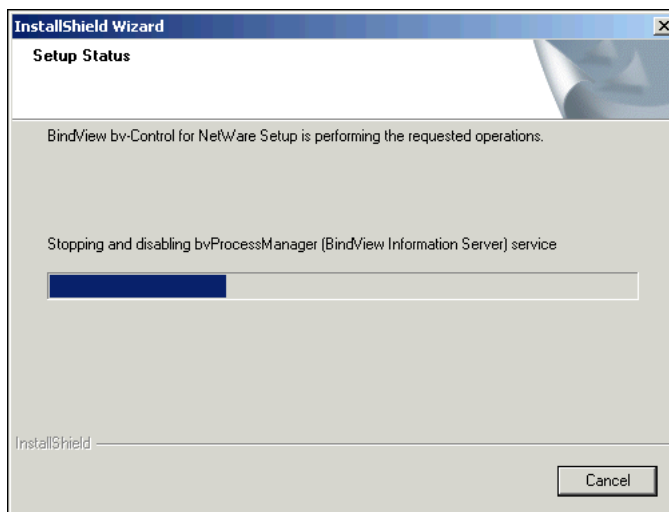 InstallShield Wizard
Setup Status
BindView bv-Control for NetWare Setup is performing the requested operations.
Stopping and disabling bvProcessManager (BindView Information Server) service
InstallShield
Cancel